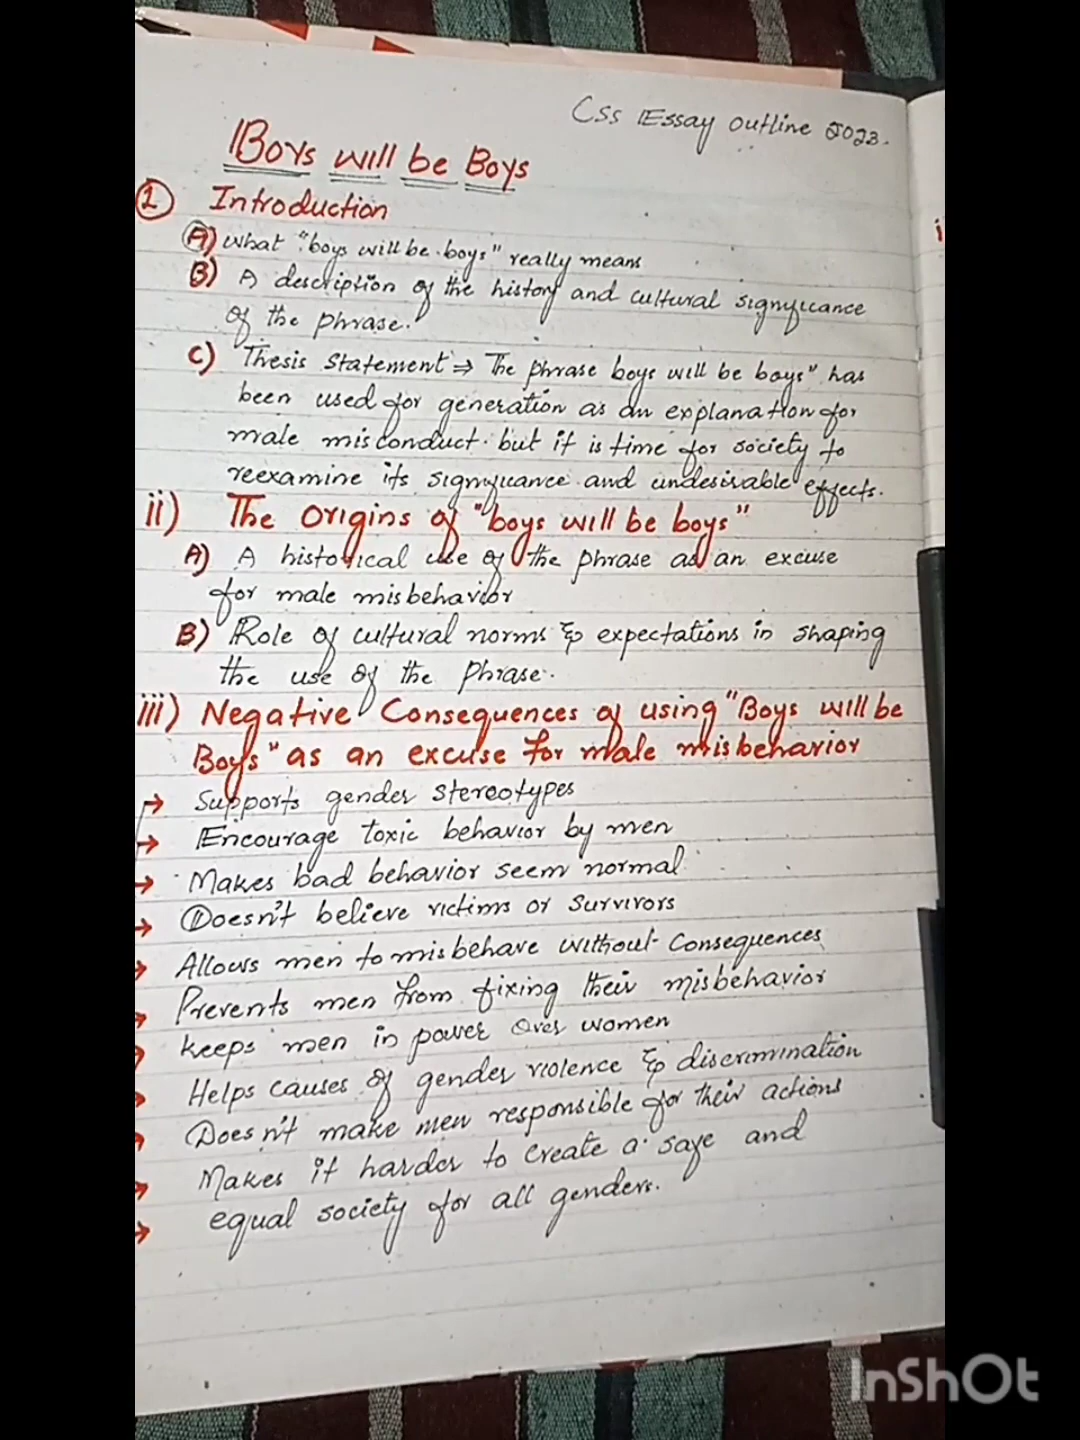 Css Essay outline 2023.
Boys will be Boys
1 Introduction
A) what "boys will be boys" really means
B) A description of the history and cultural significance
of the phrase.
C) Thesis statement ⇒ The phrase boys will be boys" has
been used for generation as an explanation for
male misconduct. but it is time for society to
reexamine its significance and undesirable effects.
ii) The origins of "boys will be boys"
A) A historical use of the phrase as an excuse
for male misbehavior
B) Role of cultural norms & expectations in shaping
the use of the phrase.
iii) Negative Consequences of using "Boys will be
Boys" as an excuse for male misbehavior
→ Supports gender stereotypes
→ Encourage toxic behavior by men
→ Makes bad behavior seem normal
→ Doesn't believe victims or survivors
→ Allows men to misbehave without Consequences
→ Prevents men from fixing their misbehavior
→ keeps men in power over women
→ Helps causes of gender violence & discrimination
→ Doesn't make men responsible for their actions
→ Makes it harder to create a safe and
→ equal society for all genders.
i
InShOt